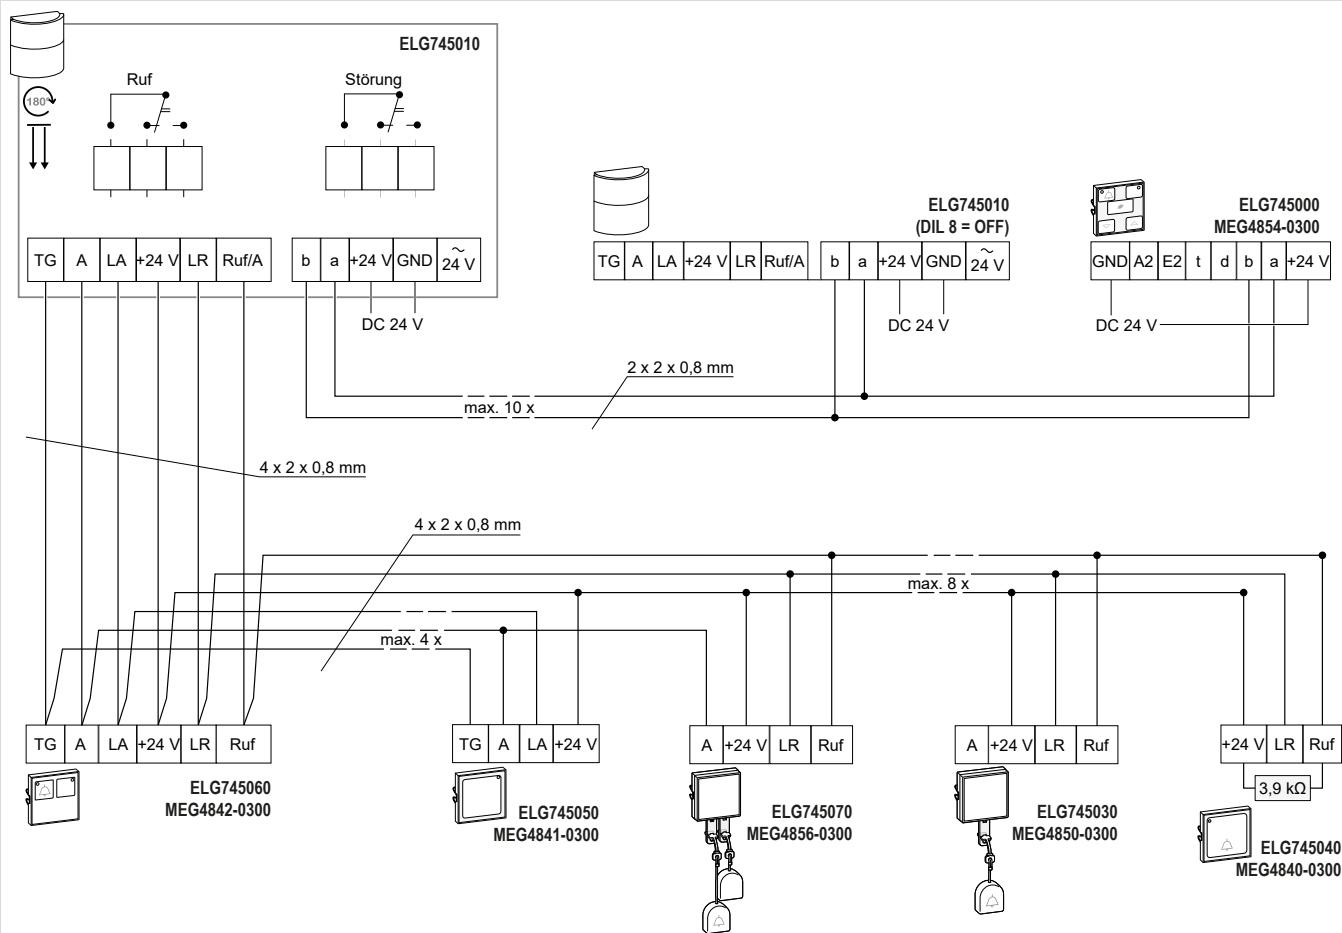 ELG745010
Ruf
Störung
180°
TG A LA +24 V LR Ruf/A
b a +24 V GND ~ 24 V
DC 24 V
ELG745010
(DIL 8 = OFF)
TG A LA +24 V LR Ruf/A
b a +24 V GND ~ 24 V
DC 24 V
ELG745000
MEG4854-0300
GND A2 E2 t d b a +24 V
DC 24 V
2 x 2 x 0,8 mm
max. 10 x
4 x 2 x 0,8 mm
4 x 2 x 0,8 mm
max. 8 x
max. 4 x
TG A LA +24 V LR Ruf
ELG745060
MEG4842-0300
TG A LA +24 V
ELG745050
MEG4841-0300
A +24 V LR Ruf
ELG745070
MEG4856-0300
A +24 V LR Ruf
ELG745030
MEG4850-0300
+24 V LR Ruf
3,9 kΩ
ELG745040
MEG4840-0300